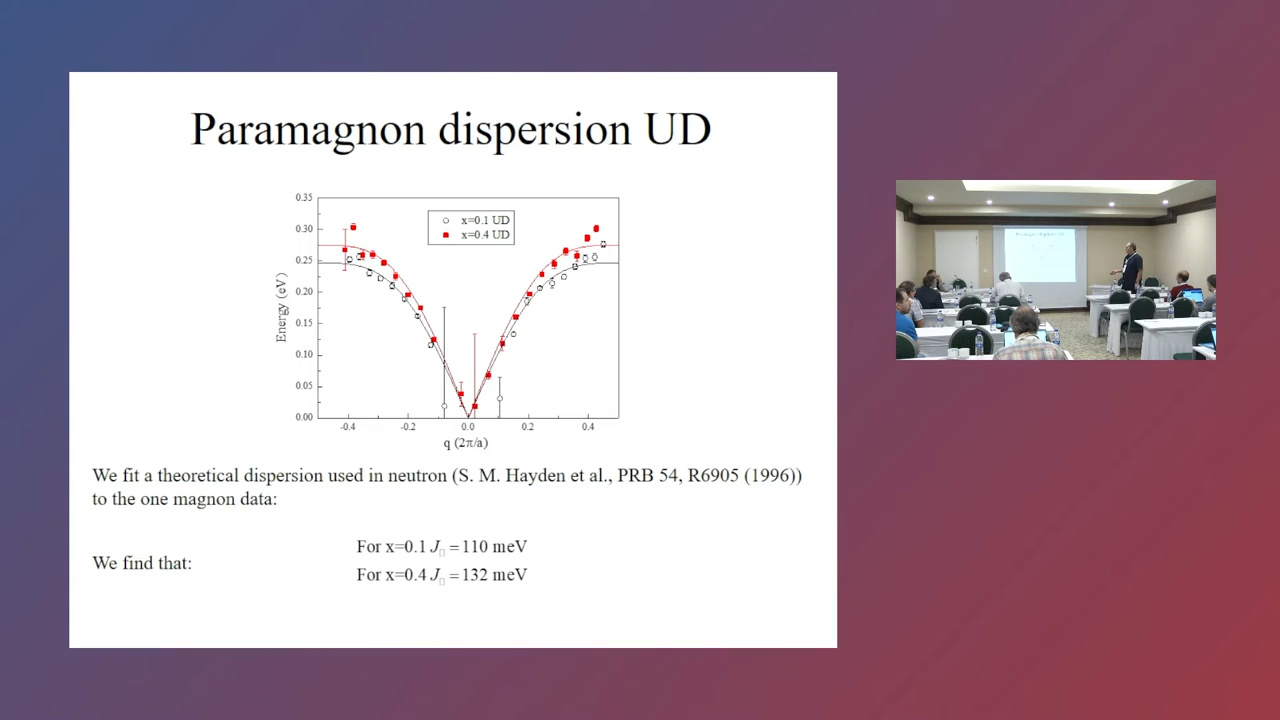 Paramagnon dispersion UD
0.35
0.30
0.25
0.20
0.15
0.10
0.05
0.00
Energy (eV)
x=0.1 UD
x=0.4 UD
-0.4 -0.2 0.0 0.2 0.4
q (2π/a)
We fit a theoretical dispersion used in neutron (S. M. Hayden et al., PRB 54, R6905 (1996))
to the one magnon data:
We find that:
For x=0.1 J▯ = 110 meV
For x=0.4 J▯ = 132 meV